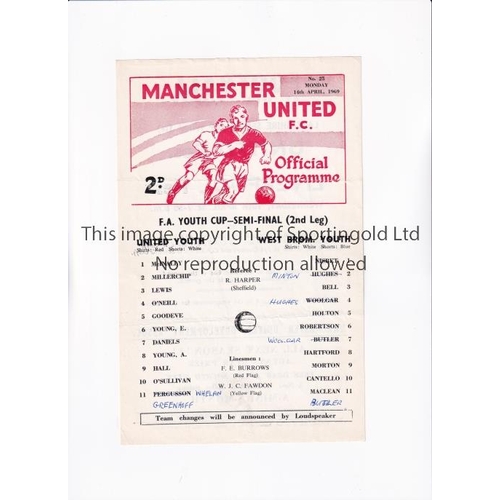 No. 25
MONDAY
14th APRIL, 1969
MANCHESTER
UNITED
F.C.
Official
Programme
2D.
F.A. YOUTH CUP—SEMI-FINAL (2nd Leg)
This image is copyright of Sportingold Ltd
No reproduction allowed
UNITED YOUTH WEST BROM. YOUTH
Shirts: Red Shorts: White Shirts: White Shorts: Blue
1
2 MILLERCHIP Referee: MINTON HUGHES 2
3 LEWIS R. HARPER BELL 3
(Sheffield)
4 O'NEILL HUGHES WOOLGAR 4
5 GOODEVE HOLTON 5
6 YOUNG, E. ROBERTSON 6
7 DANIELS WOOLGAR BUTLER 7
8 YOUNG, A. Linesmen: HARTFORD 8
9 HALL F. E. BURROWS MORTON 9
(Red Flag)
10 O'SULLIVAN W. J. C. FAWDON CANTELLO 10
11 FERGUSSON WHELAN (Yellow Flag) MACLEAN 11
GREENHOFF BUTLER
Team changes will be announced by Loudspeaker